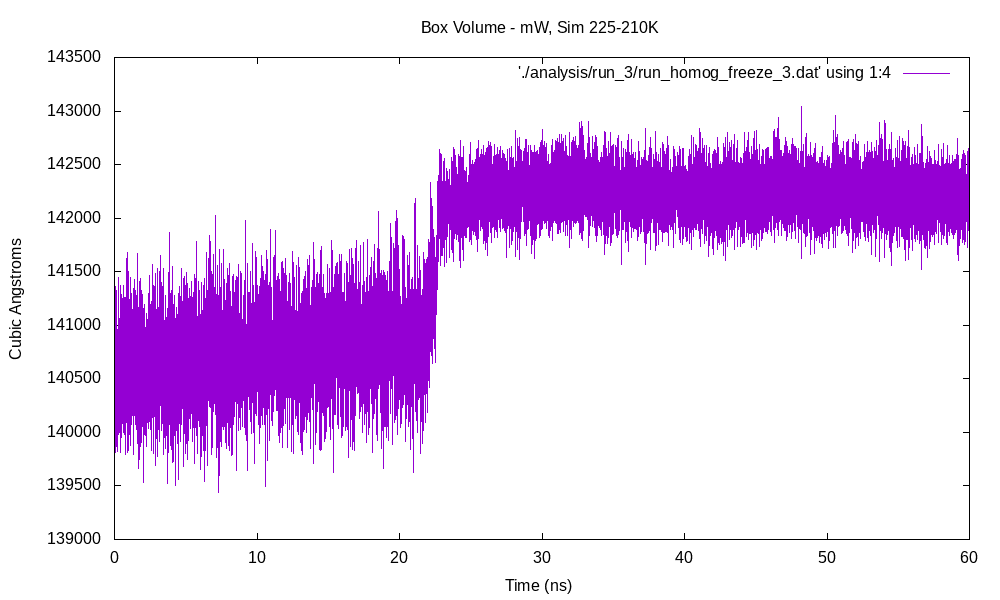 Box Volume - mW, Sim 225-210K
'./analysis/run_3/run_homog_freeze_3.dat' using 1:4
143500
143000
142500
142000
141500
141000
140500
140000
139500
139000
Cubic Angstroms
0 10 20 30 40 50 60
Time (ns)